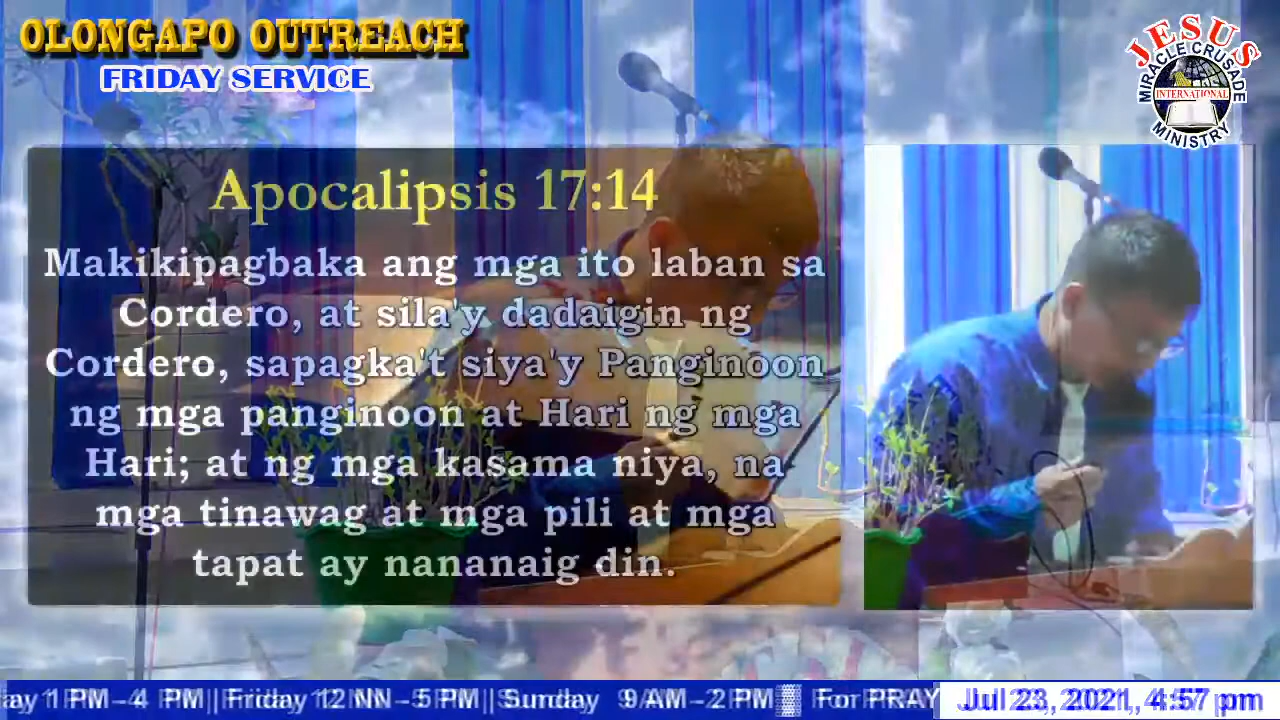 OLONGAPO OUTREACH
FRIDAY SERVICE
JESUS
MIRACLE CRUSADE
INTERNATIONAL
MINISTRY
Apocalipsis 17:14
Makikipagbaka ang mga ito laban sa
Cordero, at sila'y dadaigin ng
Cordero, sapagka't siya'y Panginoon
ng mga panginoon at Hari ng mga
Hari; at ng mga kasama niya, na
mga tinawag at mga pili at mga
tapat ay nananaig din.
ay 1 PM – 4 PM || Friday 12 NN – 5 PM || Sunday 9 AM – 2 PM For PRAY
Jul 23, 2021, 4:57 pm